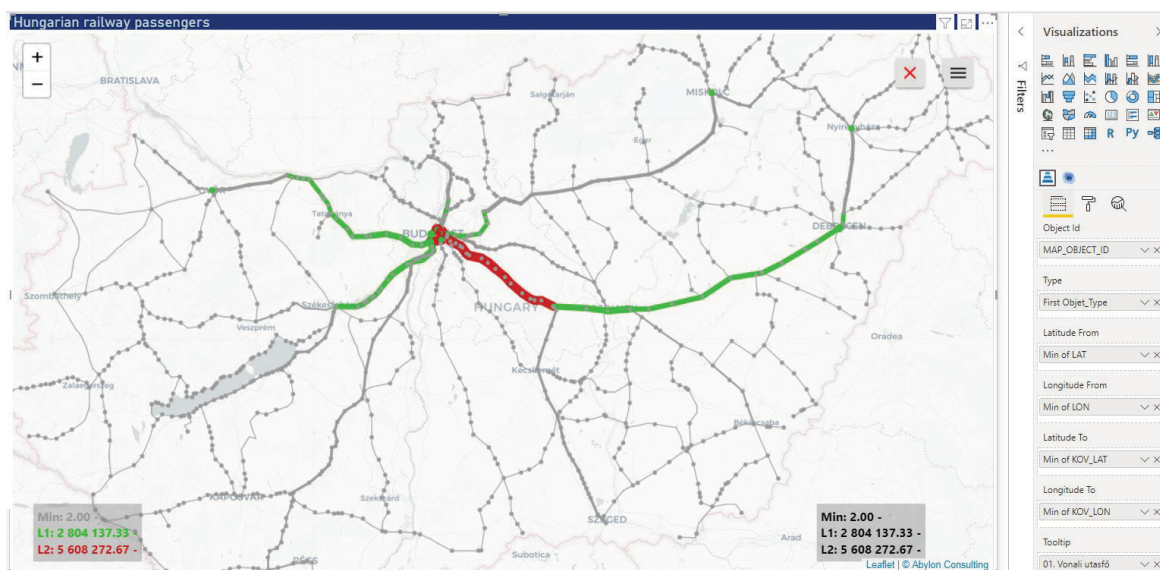 Hungarian railway passengers
+
−
BRATISLAVA
Salgótarján
MISKOLC
Nyíregyháza
Eger
Tatabánya
BUDAPEST
DEBRECEN
Szombathely
Székesfehérvár
HUNGARY
Veszprém
Oradea
Kecskemét
Zalaegerszeg
Békéscsaba
KAPOSVÁR
Szekszárd
SZEGED
Arad
PÉCS
Subotica
Min: 2.00 -
L1: 2 804 137.33 -
L2: 5 608 272.67 -
Min: 2.00 -
L1: 2 804 137.33 -
L2: 5 608 272.67 -
Leaflet | © Abylon Consulting
Filters
Visualizations
R Py
...
Object Id
MAP_OBJECT_ID
Type
First Objet_Type
Latitude From
Min of LAT
Longitude From
Min of LON
Latitude To
Min of KOV_LAT
Longitude To
Min of KOV_LON
Tooltip
01. Vonali utasfő